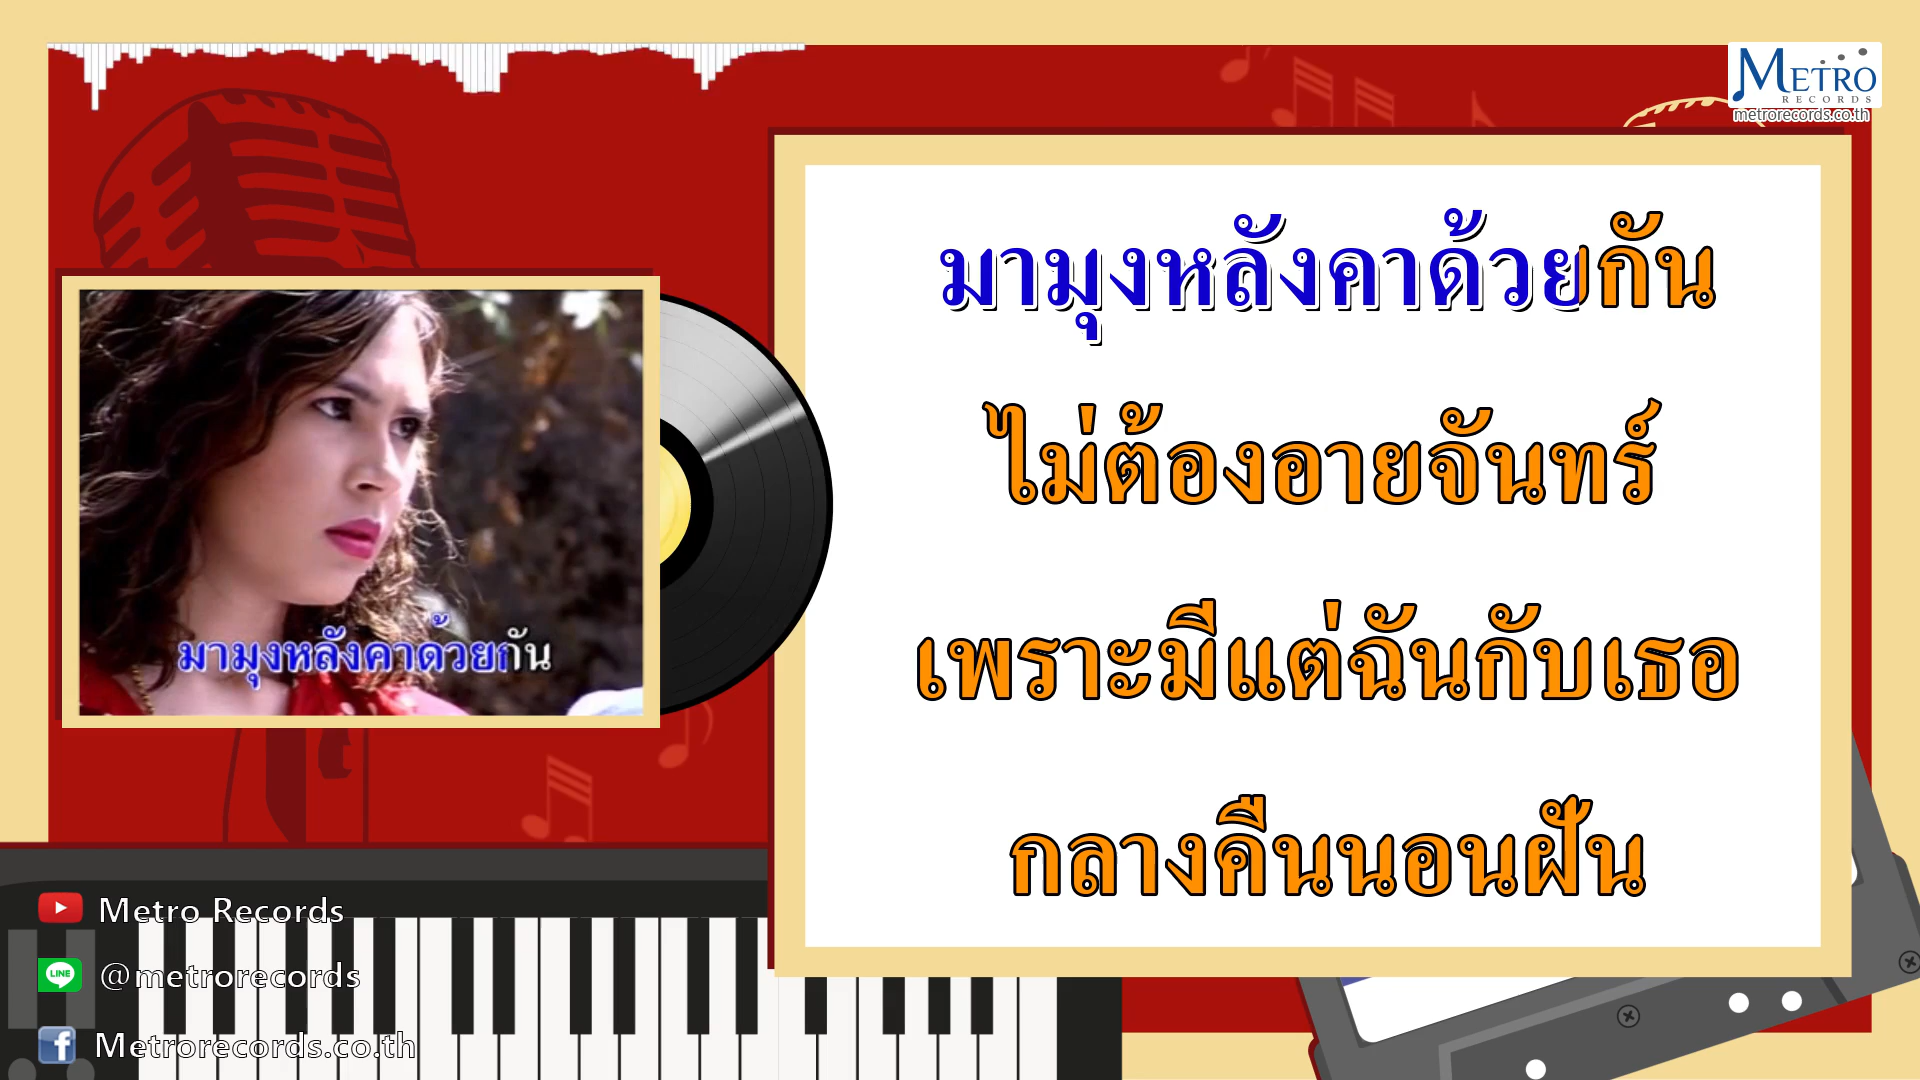 METRO
RECORDS
metrorecords.co.th
มามุงหลังคาด้วยกัน
ไม่ต้องอายจันทร์
เพราะมีแต่ฉันกับเธอ
กลางคืนนอนฝัน
มามุงหลังคาด้วยกัน
Metro Records
LINE
@metrorecords
Metrorecords.co.th